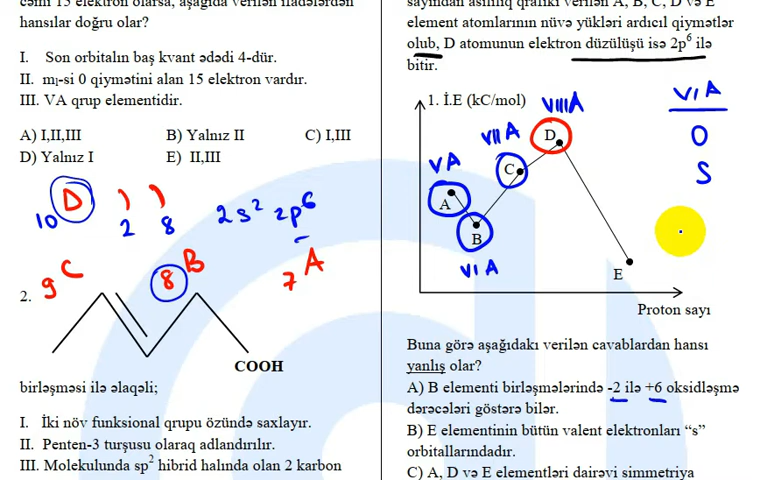 cəmi 15 elektron olarsa, aşağıda verilən ifadələrdən
hansılar doğru olar?
I. Son orbitalın baş kvant ədədi 4-dür.
II. ml-si 0 qiymətini alan 15 elektron vardır.
III. VA qrup elementidir.
A) I,II,III B) Yalnız II C) I,III
D) Yalnız I E) II,III
10 D ) ) 2s² 2p⁶
2 8
9 C 8 B 7 A
2.
COOH
birləşməsi ilə əlaqəli;
I. İki növ funksional qrupu özündə saxlayır.
II. Penten-3 turşusu olaraq adlandırılır.
III. Molekulunda sp² hibrid halında olan 2 karbon
sayından asılılıq qrafiki verilən A, B, C, D və E
element atomlarının nüvə yükləri ardıcıl qiymətlər
olub, D atomunun elektron düzülüşü isə 2p⁶ ilə
bitir.
1. İ.E (kC/mol)
VIIIA
VIA
O
S
VIIA
D
VA
C
A
B
VIA
E
Proton sayı
Buna görə aşağıdakı verilən cavablardan hansı
yanlış olar?
A) B elementi birləşmələrində -2 ilə +6 oksidləşmə
dərəcələri göstərə bilər.
B) E elementinin bütün valent elektronları “s”
orbitallarındadır.
C) A, D və E elementləri dairəvi simmetriya